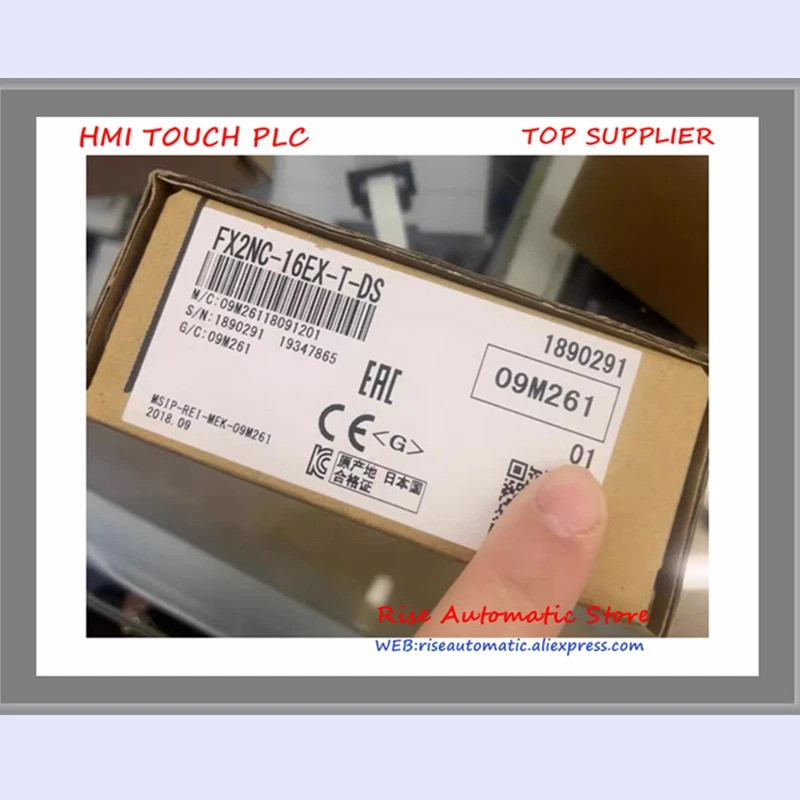 HMI TOUCH PLC
TOP SUPPLIER
FX2NC-16EX-T-DS
M/C:09M26118091201
S/N:1890291 19347865
G/C:09M261
MSIP-REI-MEK-09M261
2018.09
EAC
CE <G>
原产地 日本国
合格证
1890291
09M261
01
Rise Automatic Store
WEB:riseautomatic.aliexpress.com